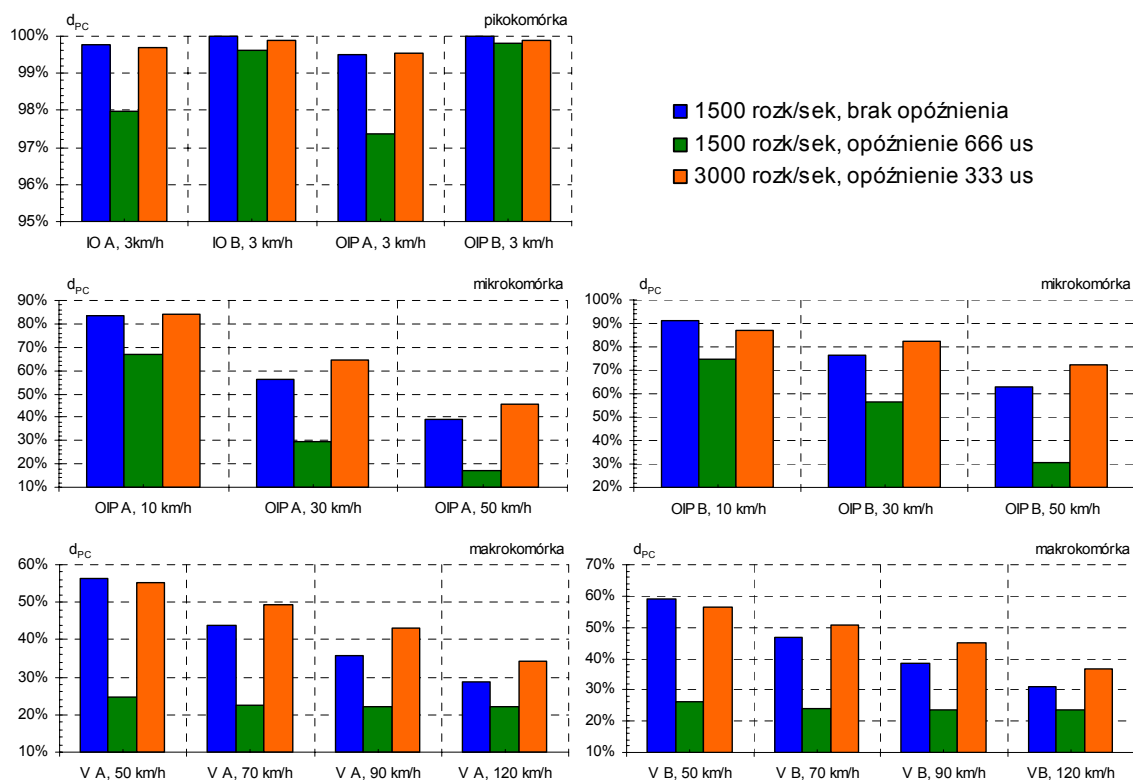 d_PC pikokomórka
100%
99%
98%
97%
96%
95%
IO A, 3km/h IO B, 3 km/h OIP A, 3 km/h OIP B, 3 km/h
1500 rozk/sek, brak opóźnienia
1500 rozk/sek, opóźnienie 666 us
3000 rozk/sek, opóźnienie 333 us
d_PC mikrokomórka
90%
80%
70%
60%
50%
40%
30%
20%
10%
OIP A, 10 km/h OIP A, 30 km/h OIP A, 50 km/h
d_PC mikrokomórka
100%
90%
80%
70%
60%
50%
40%
30%
20%
OIP B, 10 km/h OIP B, 30 km/h OIP B, 50 km/h
d_PC makrokomórka
60%
50%
40%
30%
20%
10%
V A, 50 km/h V A, 70 km/h V A, 90 km/h V A, 120 km/h
d_PC makrokomórka
70%
60%
50%
40%
30%
20%
10%
V B, 50 km/h V B, 70 km/h V B, 90 km/h VB, 120 km/h